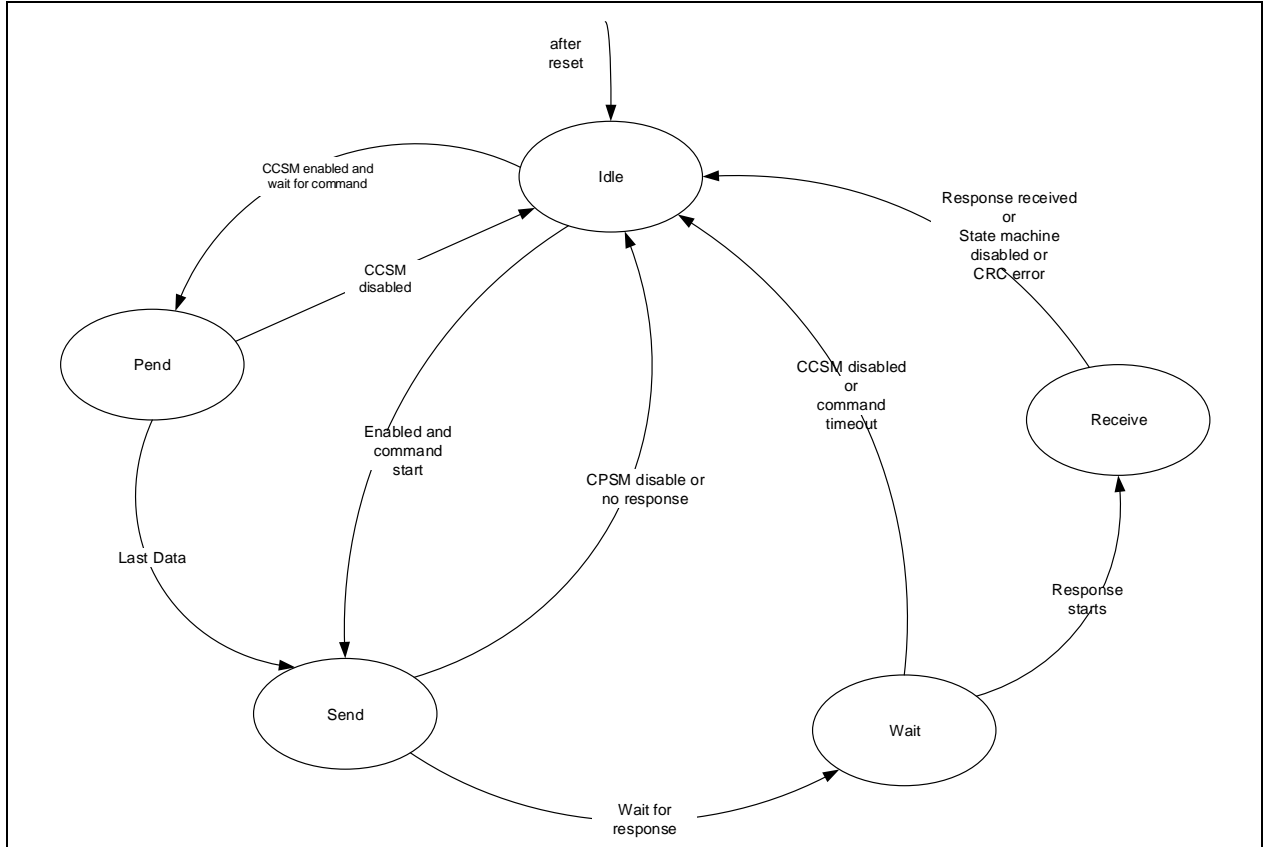 after
reset
Idle
CCSM enabled and
wait for command
CCSM
disabled
Pend
Response received
or
State machine
disabled or
CRC error
CCSM disabled
or
command
timeout
Receive
Enabled and
command
start
CPSM disable or
no response
Last Data
Response
starts
Send
Wait
Wait for
response